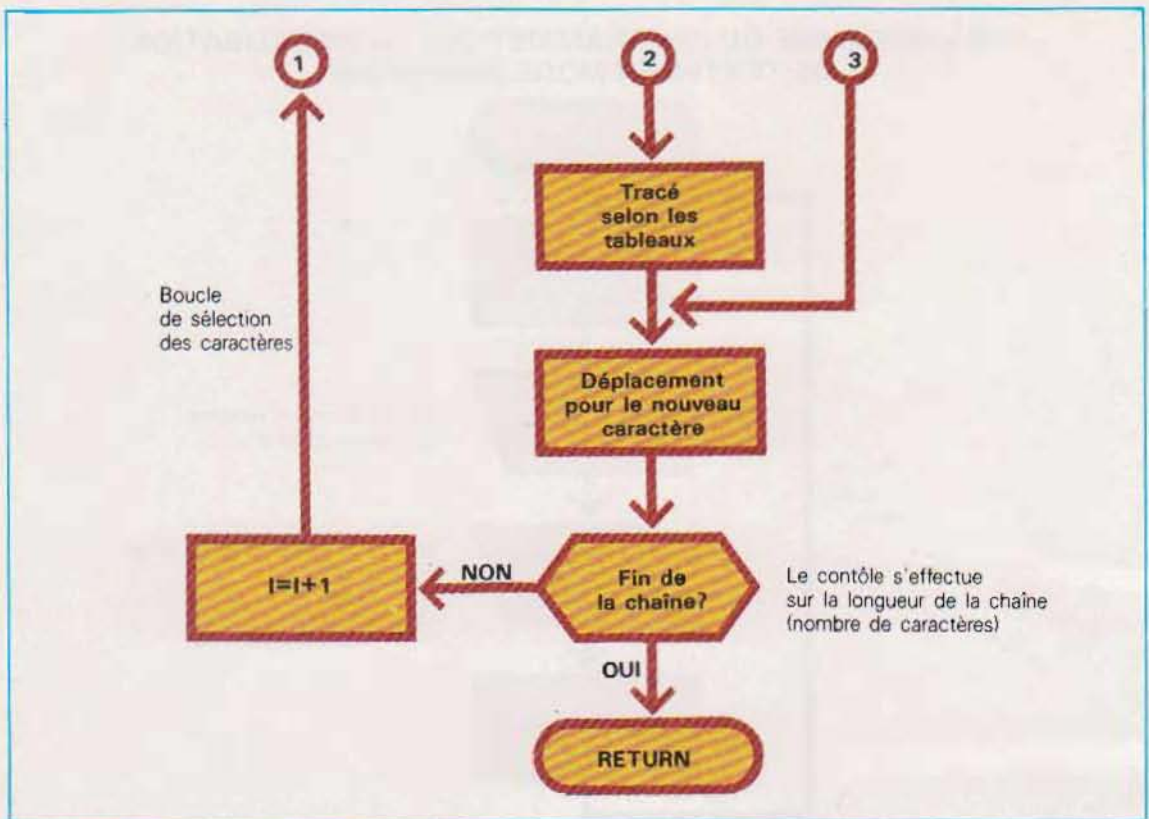 1
2
3
Tracé
selon les
tableaux
Boucle
de sélection
des caractères
Déplacement
pour le nouveau
caractère
I=I+1
NON
Fin de
la chaîne?
Le contôle s'effectue
sur la longueur de la chaîne
(nombre de caractères)
OUI
RETURN